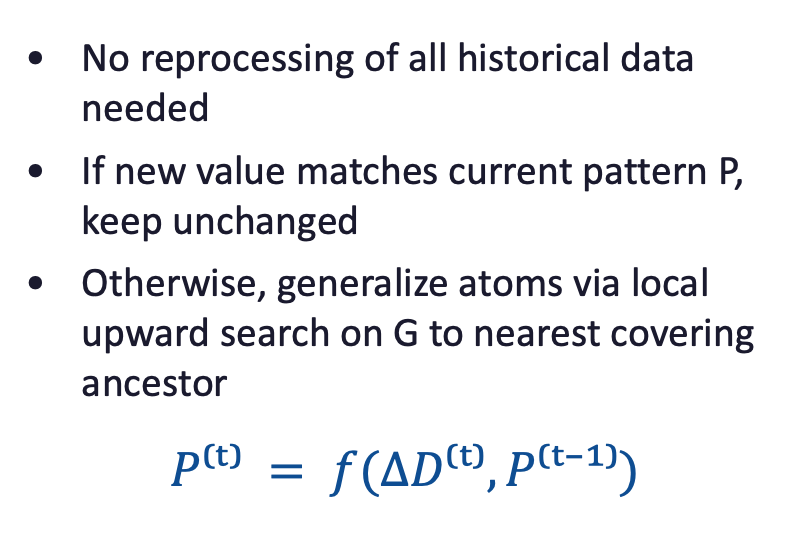 • No reprocessing of all historical data
needed
• If new value matches current pattern P,
keep unchanged
• Otherwise, generalize atoms via local
upward search on G to nearest covering
ancestor
P⁽ᵗ⁾ = f(ΔD⁽ᵗ⁾, P⁽ᵗ⁻¹⁾)